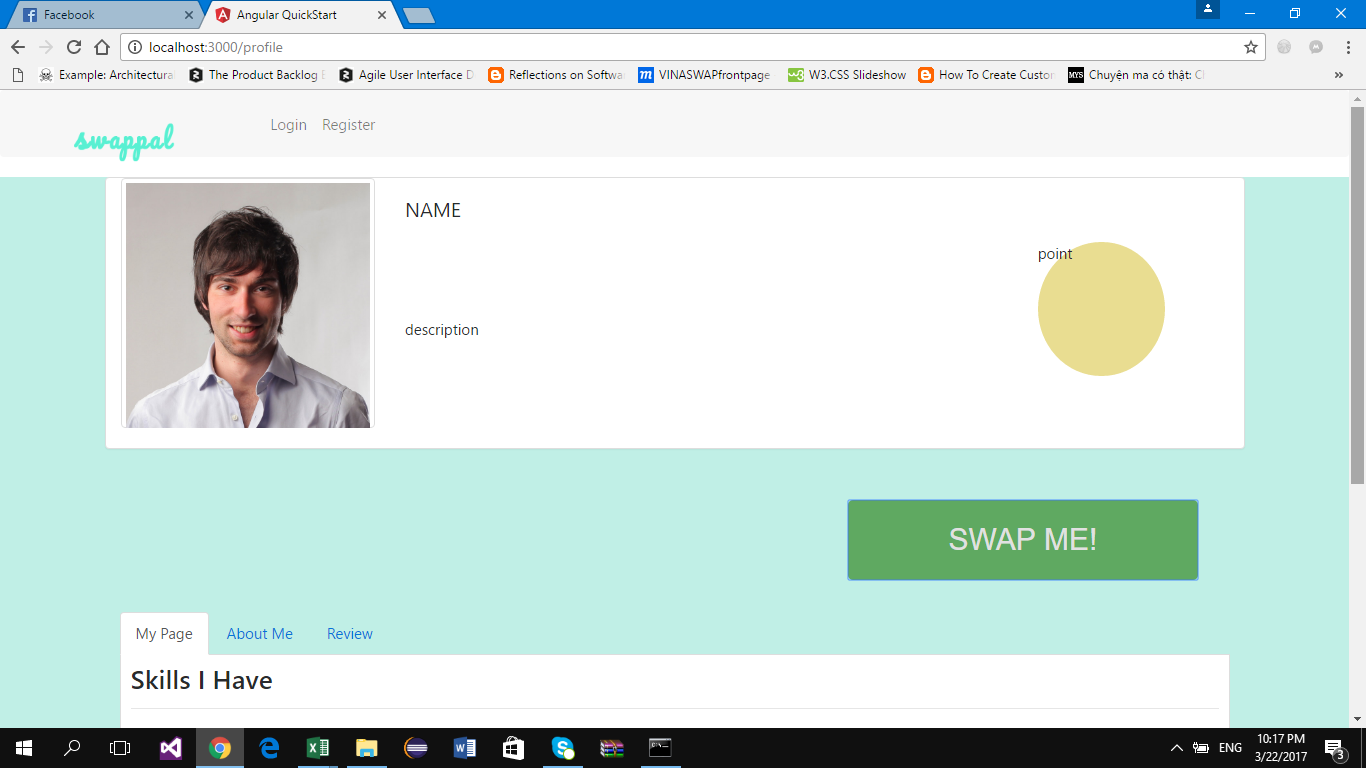 Facebook
Angular QuickStart
localhost:3000/profile
Example: Architectura
The Product Backlog
Agile User Interface D
Reflections on Softwa
VINASWAPfrontpage
W3.CSS Slideshow
How To Create Custor
MYS Chuyện ma có thật: C
swappal
Login Register
NAME
point
description
SWAP ME!
My Page About Me Review
Skills I Have
ENG
10:17 PM
3/22/2017
3